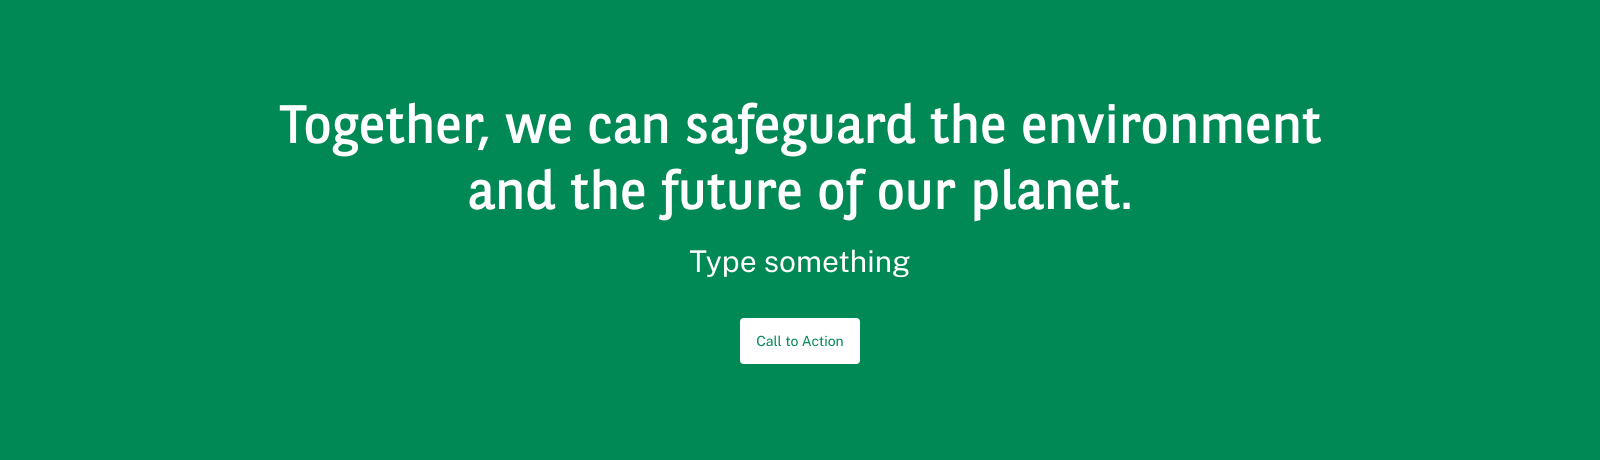 Together, we can safeguard the environment
and the future of our planet.
Type something
Call to Action